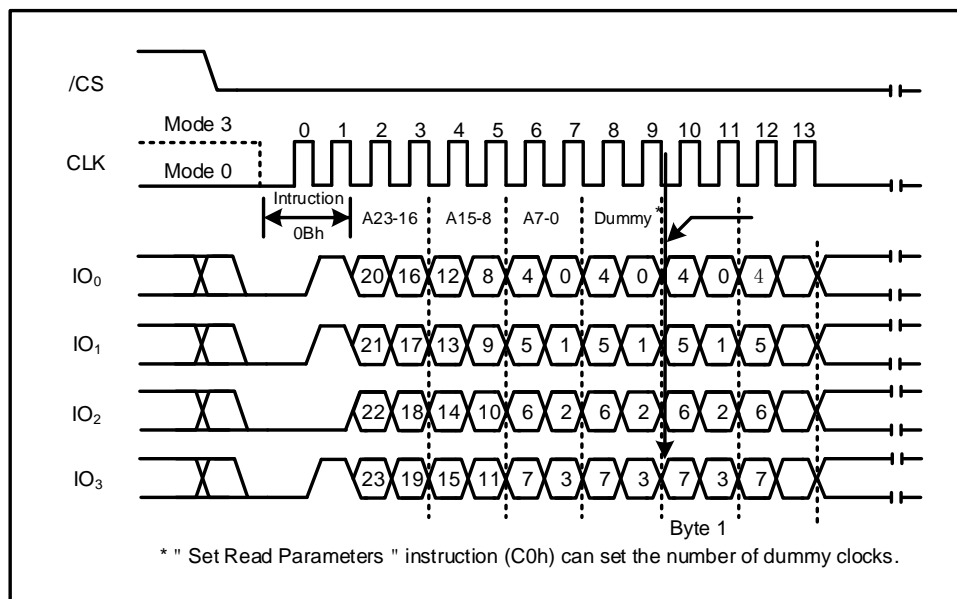 /CS
Mode 3
0 1 2 3 4 5 6 7 8 9 10 11 12 13
CLK
Mode 0
Intruction
0Bh
A23-16 A15-8 A7-0 Dummy *
IO0 20 16 12 8 4 0 4 0 4 0 4
IO1 21 17 13 9 5 1 5 1 5 1 5
IO2 22 18 14 10 6 2 6 2 6 2 6
IO3 23 19 15 11 7 3 7 3 7 3 7
Byte 1
* " Set Read Parameters " instruction (C0h) can set the number of dummy clocks.